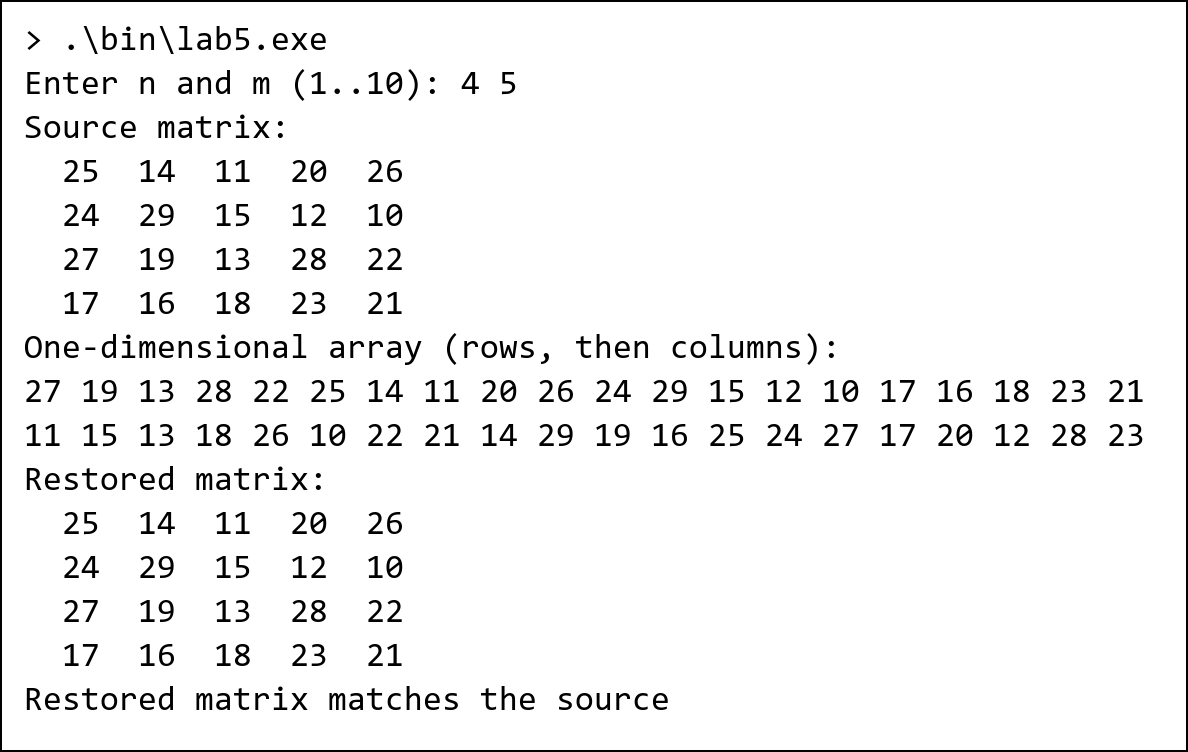 > .\bin\lab5.exe
Enter n and m (1..10): 4 5
Source matrix:
  25  14  11  20  26
  24  29  15  12  10
  27  19  13  28  22
  17  16  18  23  21
One-dimensional array (rows, then columns):
27 19 13 28 22 25 14 11 20 26 24 29 15 12 10 17 16 18 23 21
11 15 13 18 26 10 22 21 14 29 19 16 25 24 27 17 20 12 28 23
Restored matrix:
  25  14  11  20  26
  24  29  15  12  10
  27  19  13  28  22
  17  16  18  23  21
Restored matrix matches the source